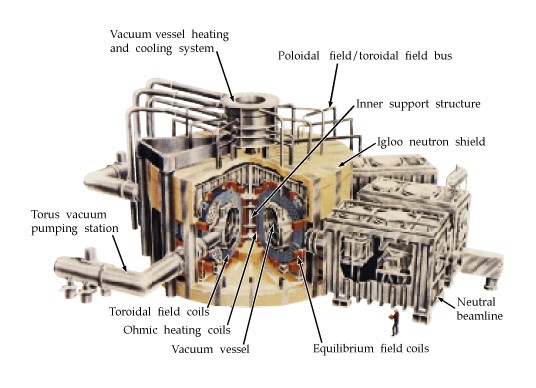 Vacuum vessel heating
and cooling system
Poloidal field/toroidal field bus
Inner support structure
Igloo neutron shield
Torus vacuum
pumping station
Toroidal field coils
Ohmic heating coils
Vacuum vessel
Equilibrium field coils
Neutral
beamline